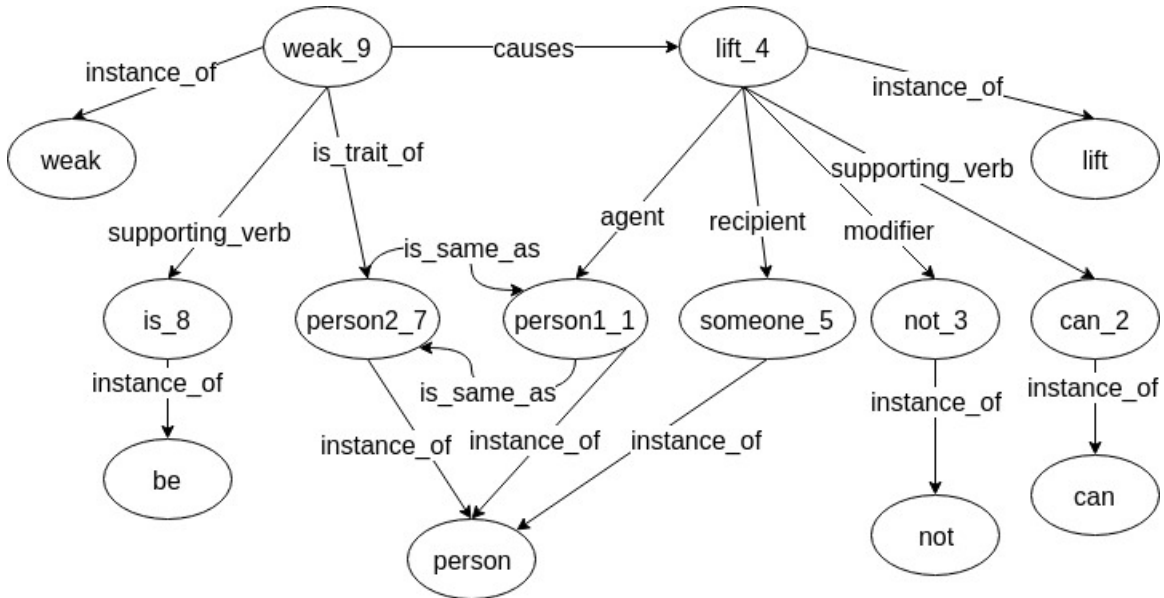 weak_9
causes
lift_4
instance_of
instance_of
weak
lift
is_trait_of
supporting_verb
agent
recipient
modifier
supporting_verb
is_same_as
is_8
person2_7
person1_1
someone_5
not_3
can_2
instance_of
is_same_as
instance_of
instance_of
instance_of
instance_of
instance_of
be
can
person
not